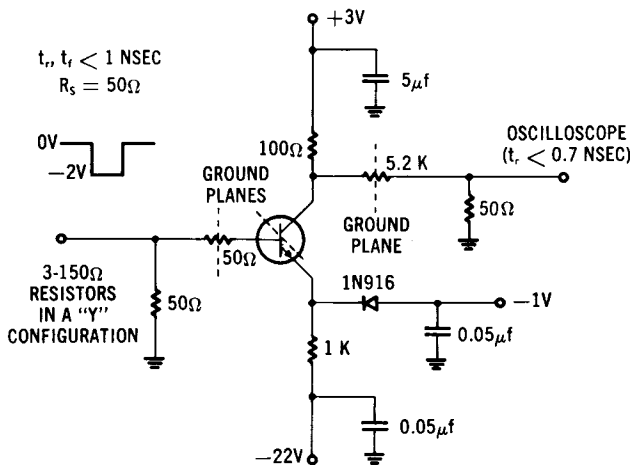 +3V
tr, tf < 1 NSEC
RS = 50Ω
5μf
0V
−2V
100Ω
5.2 K
OSCILLOSCOPE
(tr < 0.7 NSEC)
GROUND
PLANES
GROUND
PLANE
50Ω
50Ω
3-150Ω
RESISTORS
IN A "Y"
CONFIGURATION
50Ω
1N916
−1V
0.05μf
1 K
0.05μf
−22V